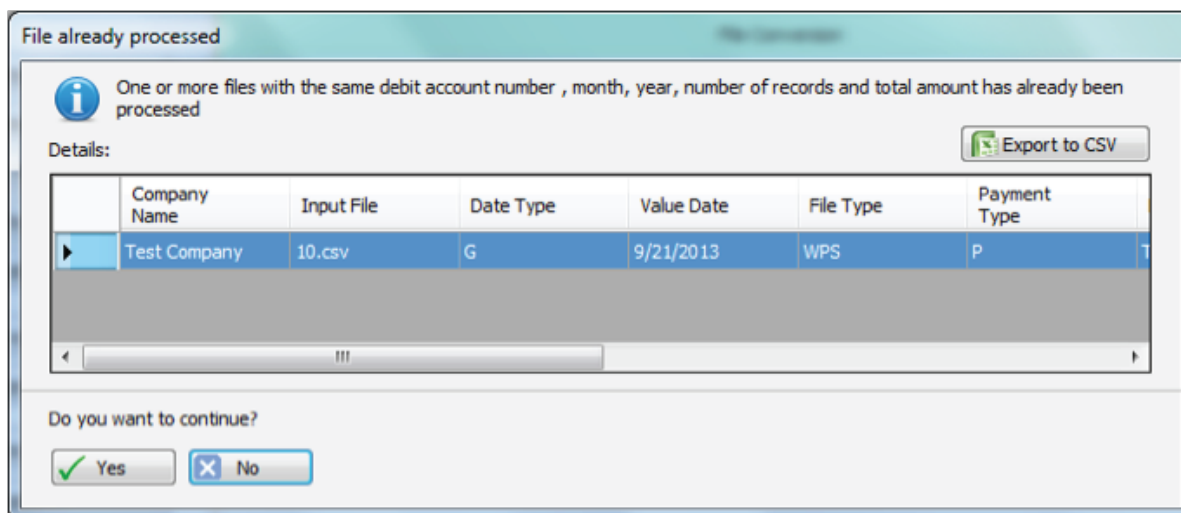 File already processed
File Conversion
One or more files with the same debit account number , month, year, number of records and total amount has already been
processed
Export to CSV
Details:
Company Name Input File Date Type Value Date File Type Payment Type
Test Company 10.csv G 9/21/2013 WPS P T
Do you want to continue?
Yes No